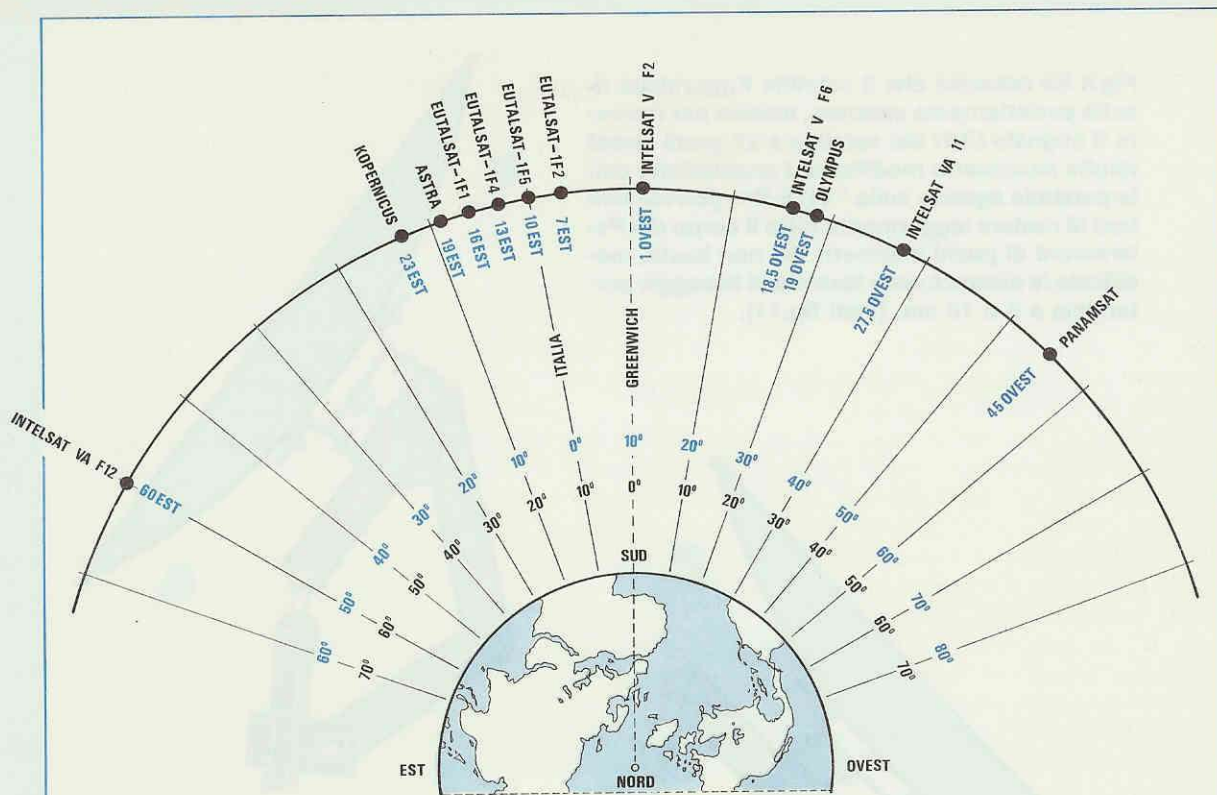 INTELSAT VA F12
KOPERNICUS
ASTRA
EUTALSAT-1F1
EUTALSAT-1F4
EUTALSAT-1F5
EUTALSAT-1F2
INTELSAT V F2
INTELSAT V F6
OLYMPUS
INTELSAT VA 11
PANAMSAT
60 EST
23 EST
19 EST
16 EST
13 EST
10 EST
7 EST
1 OVEST
18,5 OVEST
19 OVEST
27,5 OVEST
45 OVEST
ITALIA
GREENWICH
60°
50°
40°
30°
20°
10°
0°
10°
20°
30°
40°
50°
60°
70°
80°
70°
60°
50°
40°
30°
20°
10°
0°
10°
20°
30°
40°
50°
60°
70°
SUD
EST
NORD
OVEST